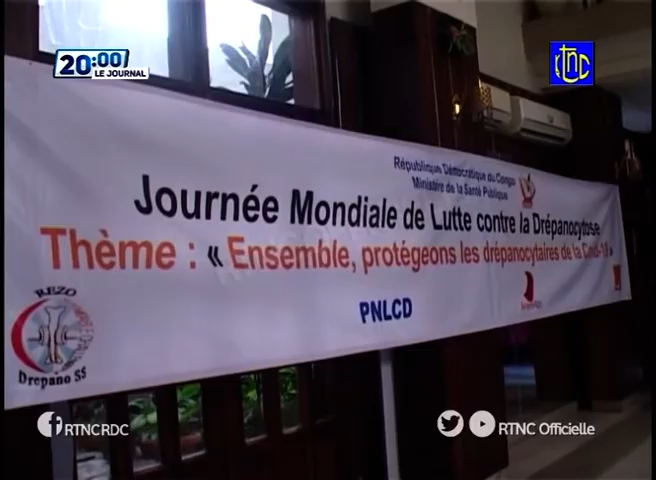 20:00
LE JOURNAL
rtnc
République Démocratique du Congo
Ministère de la Santé Publique
Journée Mondiale de Lutte contre la Drépanocytose
Thème : « Ensemble, protégeons les drépanocytaires de la Covid-19 »
PNLCD
REZO
Drepano SS
RTNCRDC
RTNC Officielle